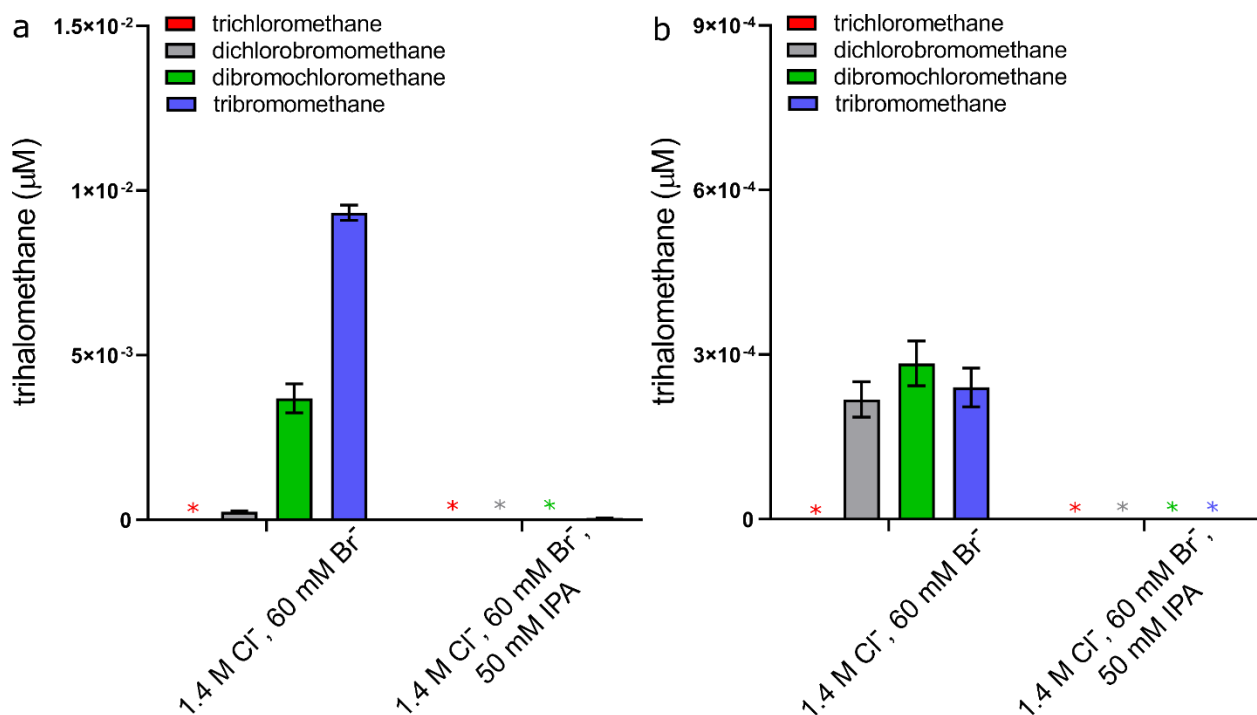 a
1.5×10⁻²
1×10⁻²
5×10⁻³
0
trihalomethane (μM)
trichloromethane
dichlorobromomethane
dibromochloromethane
tribromomethane
* * * *
1.4 M Cl⁻, 60 mM Br⁻
1.4 M Cl⁻, 60 mM Br⁻,
50 mM IPA
b
9×10⁻⁴
6×10⁻⁴
3×10⁻⁴
0
trihalomethane (μM)
trichloromethane
dichlorobromomethane
dibromochloromethane
tribromomethane
* * * * *
1.4 M Cl⁻, 60 mM Br⁻
1.4 M Cl⁻, 60 mM Br⁻,
50 mM IPA